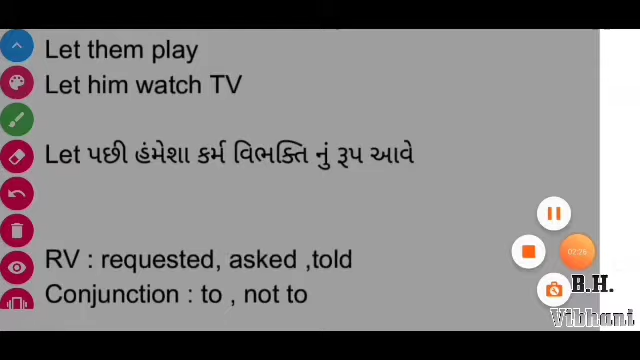 Let them play
Let him watch TV
Let પછી હંમેશા કર્મ વિભક્તિ નું રૂપ આવે
RV : requested, asked ,told
Conjunction : to , not to
B.H.
Vibhani